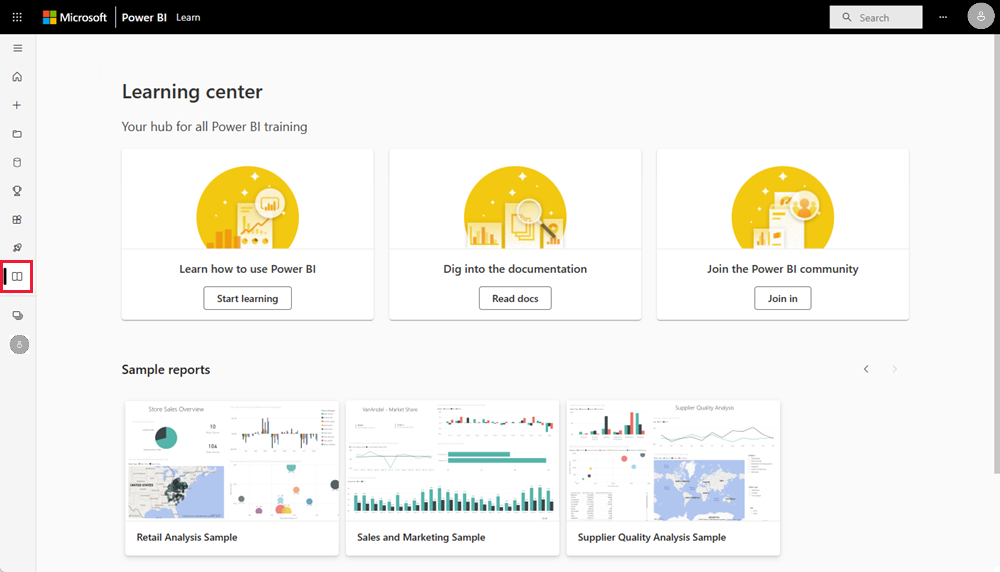 Microsoft Power BI Learn Search
Learning center
Your hub for all Power BI training
Learn how to use Power BI
Start learning
Dig into the documentation
Read docs
Join the Power BI community
Join in
Sample reports
Store Sales Overview
10
104
VanArsdel - Market Share
Supplier Quality Analysis
UNITED STATES
Retail Analysis Sample
Sales and Marketing Sample
Supplier Quality Analysis Sample